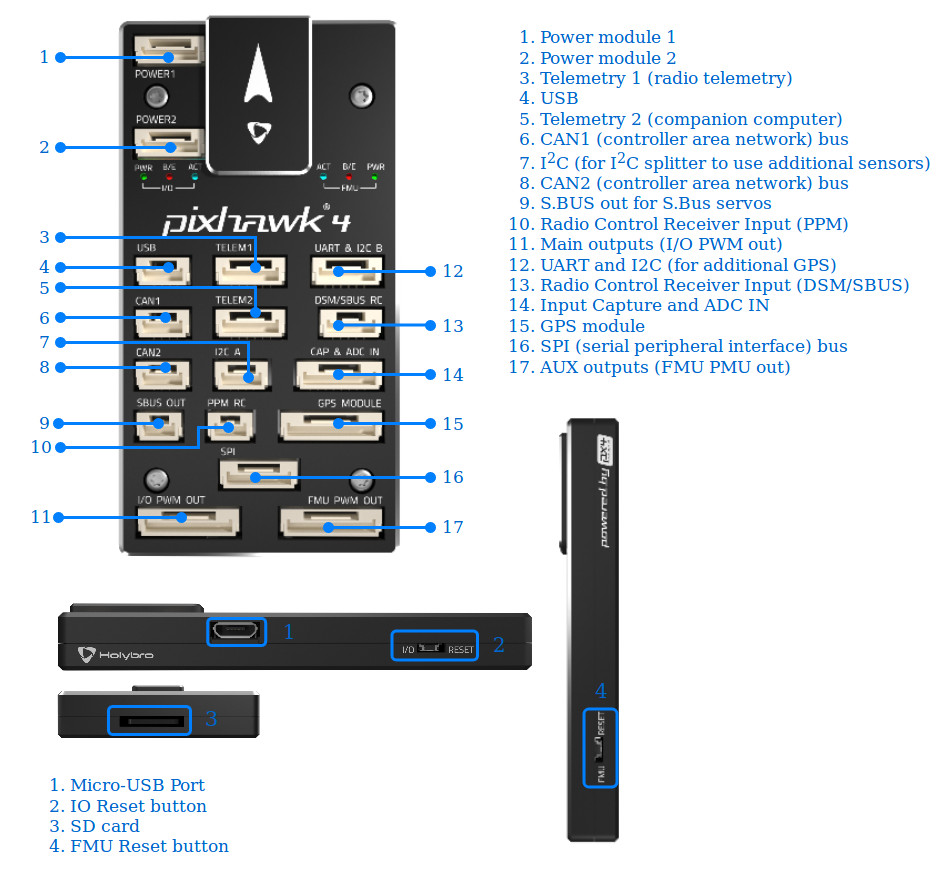 POWER1
POWER2
PWR B/E ACT
I/O
ACT B/E PWR
FMU
pixhawk®4
USB TELEM1 UART & I2C B
CAN1 TELEM2 DSM/SBUS RC
CAN2 I2C A CAP & ADC IN
SBUS OUT PPM RC GPS MODULE
SPI
I/O PWM OUT FMU PWM OUT
1
2
3
4
5
6
7
8
9
10
11
12
13
14
15
16
17
1. Power module 1
2. Power module 2
3. Telemetry 1 (radio telemetry)
4. USB
5. Telemetry 2 (companion computer)
6. CAN1 (controller area network) bus
7. I²C (for I²C splitter to use additional sensors)
8. CAN2 (controller area network) bus
9. S.BUS out for S.Bus servos
10. Radio Control Receiver Input (PPM)
11. Main outputs (I/O PWM out)
12. UART and I2C (for additional GPS)
13. Radio Control Receiver Input (DSM/SBUS)
14. Input Capture and ADC IN
15. GPS module
16. SPI (serial peripheral interface) bus
17. AUX outputs (FMU PMU out)
powered by px4
4
FMU RESET
1
I/O RESET 2
Holybro
3
1. Micro-USB Port
2. IO Reset button
3. SD card
4. FMU Reset button